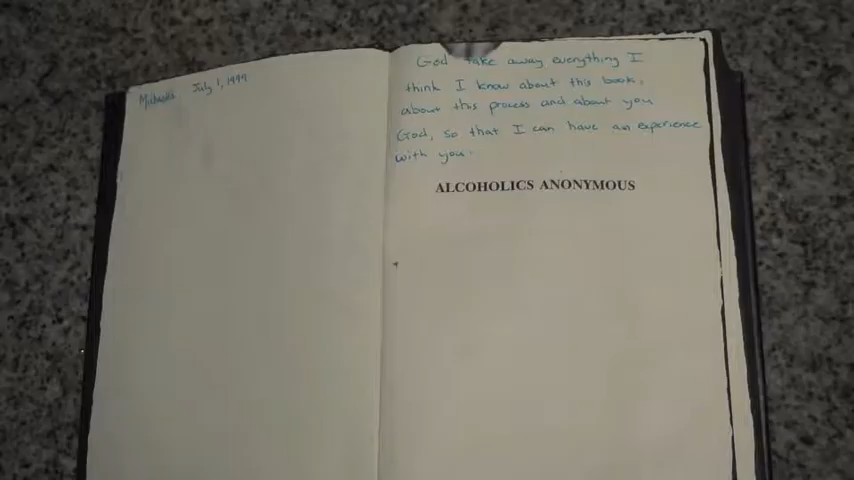 Michael's July 1, 1999
God take away everything I
think I know about this book,
about this process and about you
God, so that I can have an experience
with you.
ALCOHOLICS ANONYMOUS